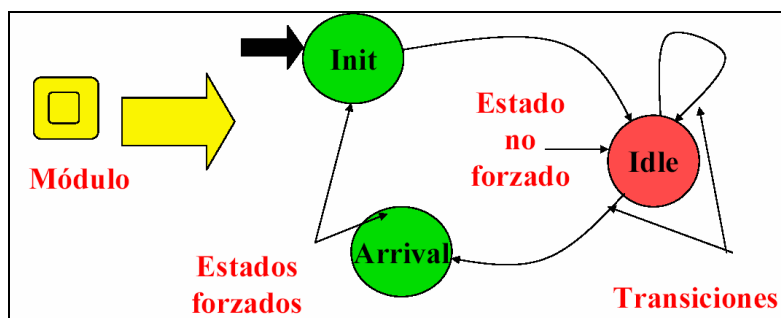 Init
Estado
no
forzado
Idle
Módulo
Arrival
Estados
forzados
Transiciones